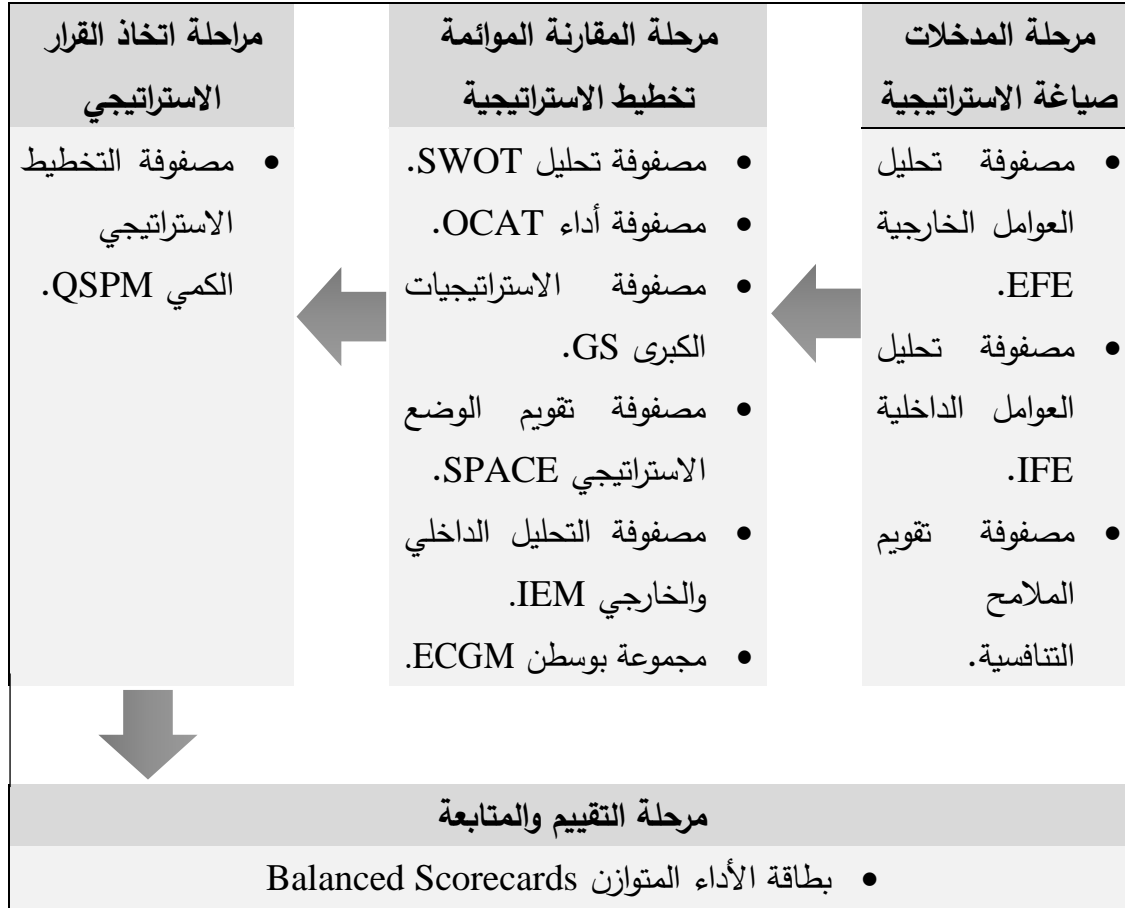 مرحلة المدخلات
صياغة الاستراتيجية
• مصفوفة تحليل
العوامل الخارجية
EFE.
• مصفوفة تحليل
العوامل الداخلية
IFE.
• مصفوفة تقويم
الملامح
التنافسية.
مرحلة المقارنة الموائمة
تخطيط الاستراتيجية
• مصفوفة تحليل SWOT.
• مصفوفة أداء OCAT.
• مصفوفة الاستراتيجيات
الكبرى GS.
• مصفوفة تقويم الوضع
الاستراتيجي SPACE.
• مصفوفة التحليل الداخلي
والخارجي IEM.
• مجموعة بوسطن ECGM.
مراحلة اتخاذ القرار
الاستراتيجي
• مصفوفة التخطيط
الاستراتيجي
الكمي QSPM.
مرحلة التقييم والمتابعة
• بطاقة الأداء المتوازن Balanced Scorecards